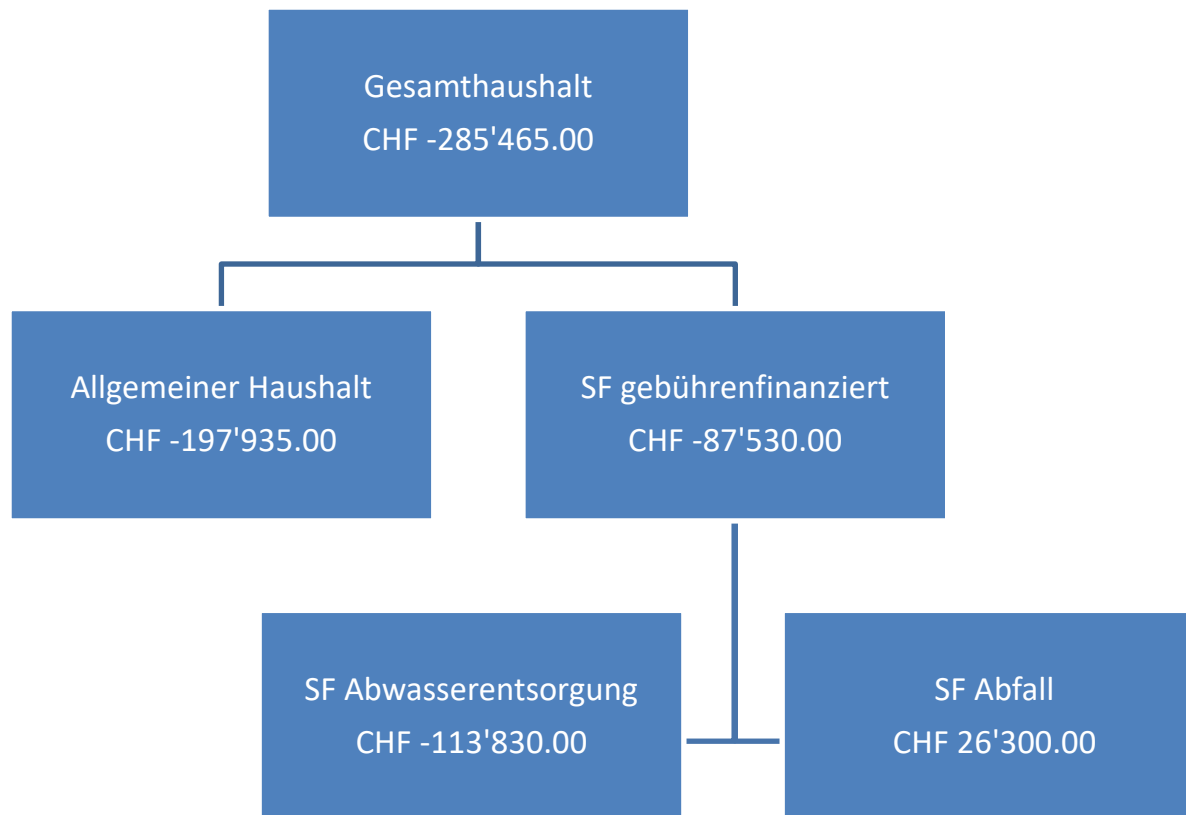 Gesamthaushalt
CHF -285'465.00
Allgemeiner Haushalt
CHF -197'935.00
SF gebührenfinanziert
CHF -87'530.00
SF Abwasserentsorgung
CHF -113'830.00
SF Abfall
CHF 26'300.00